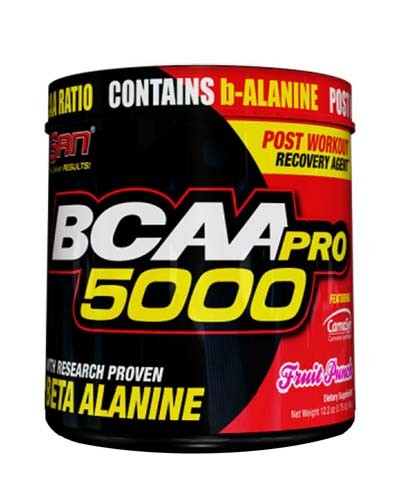 RATIO CONTAINS b-ALANINE POST
SAN
RESULTS!
POST WORKOUT
RECOVERY AGENT
BCAA PRO
5000
FEATURING
CarnoSyn
WITH RESEARCH PROVEN
BETA ALANINE
Fruit Punch
Dietary Supplement
Net Weight 12.2 oz